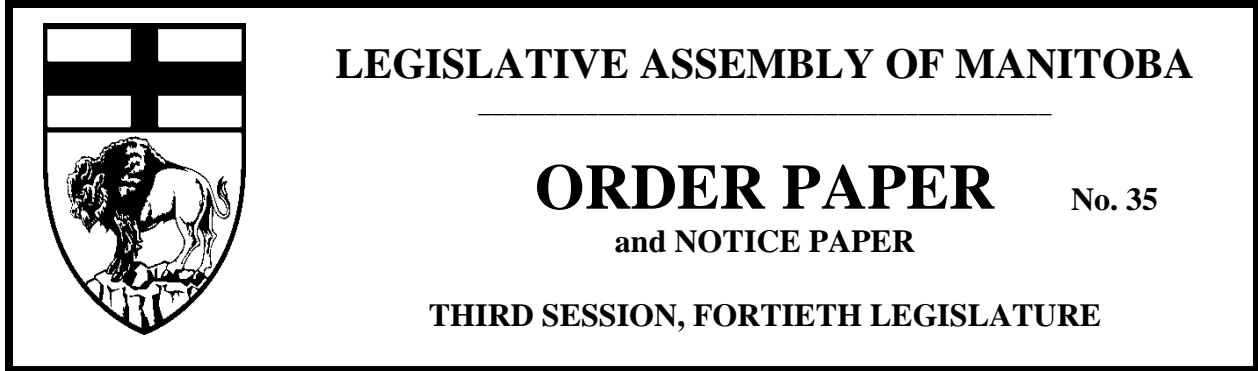 LEGISLATIVE ASSEMBLY OF MANITOBA
ORDER PAPER No. 35
and NOTICE PAPER
THIRD SESSION, FORTIETH LEGISLATURE